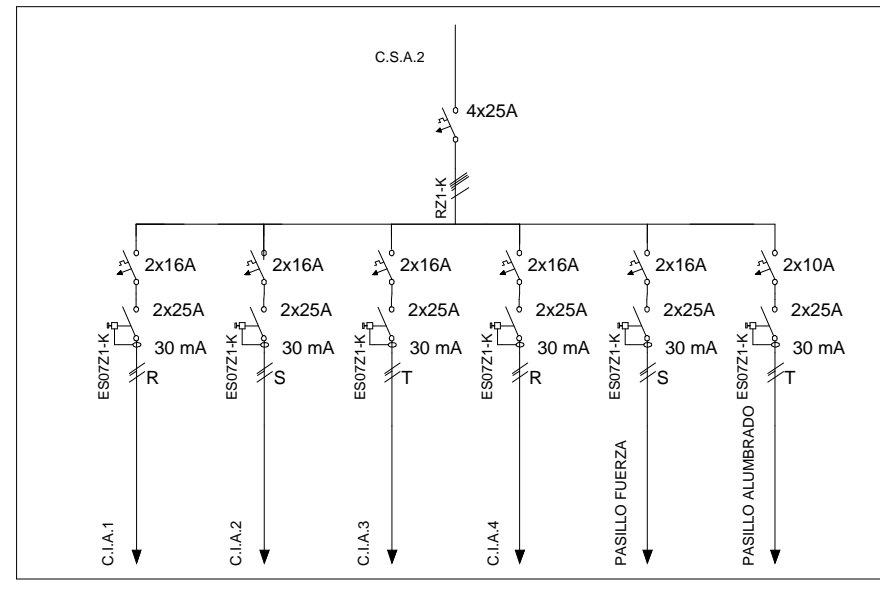 C.S.A.2
4x25A
RZ1-K
2x16A
2x16A
2x16A
2x16A
2x16A
2x10A
2x25A
2x25A
2x25A
2x25A
2x25A
2x25A
ES07Z1-K
30 mA
ES07Z1-K
30 mA
ES07Z1-K
30 mA
ES07Z1-K
30 mA
ES07Z1-K
30 mA
ES07Z1-K
30 mA
R
S
T
R
S
T
C.I.A.1
C.I.A.2
C.I.A.3
C.I.A.4
PASILLO FUERZA
PASILLO ALUMBRADO